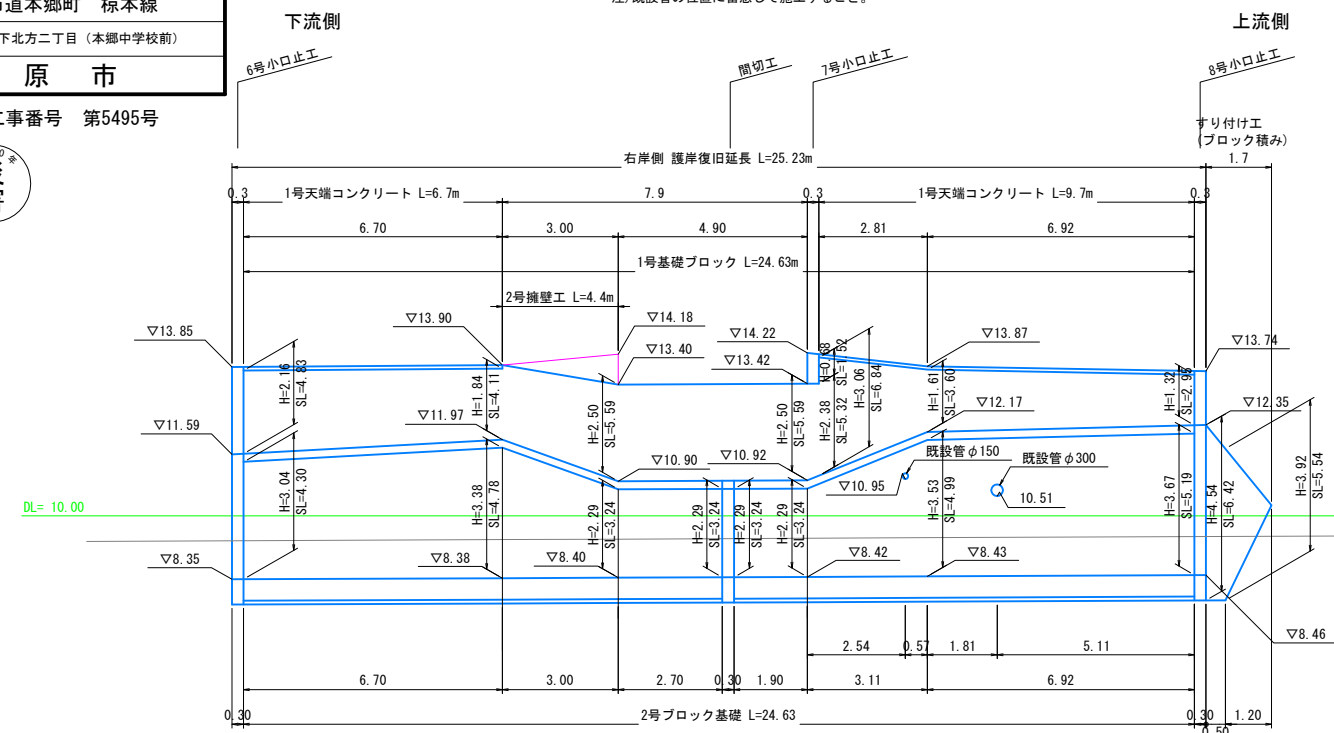 道本郷町　椋本線
下北方二丁目（本郷中学校前）
原　市
工事番号　第5495号
下流側
上流側
6号小口止工
間切工
7号小口止工
8号小口止工
すり付け工
(ブロック積み)
右岸側 護岸復旧延長 L=25.23m
1.7
0.3
1号天端コンクリート L=6.7m
7.9
0.3
1号天端コンクリート L=9.7m
0.3
6.70
3.00
4.90
2.81
6.92
1号基礎ブロック L=24.63m
2号擁壁工 L=4.4m
▽13.85
▽13.90
▽14.18
▽14.22
▽13.87
▽13.74
▽13.40
▽13.42
H=2.16
SL=4.83
H=1.84
SL=4.11
H=2.50
SL=5.59
H=2.50
SL=5.59
H=0.68
SL=1.52
H=2.38
SL=5.32
H=3.06
SL=6.84
H=1.61
SL=3.60
H=1.32
SL=2.95
▽11.59
▽11.97
▽10.90
▽10.92
▽12.17
▽12.35
既設管φ150
既設管φ300
▽10.95
10.51
DL= 10.00
H=3.04
SL=4.30
H=3.38
SL=4.78
H=2.29
SL=3.24
H=2.29
SL=3.24
H=2.29
SL=3.24
H=2.29
SL=3.24
H=3.53
SL=4.99
H=3.67
SL=5.19
H=4.54
SL=6.42
H=3.92
SL=5.54
▽8.35
▽8.38
▽8.40
▽8.42
▽8.43
▽8.46
2.54
0.57
1.81
5.11
6.70
3.00
2.70
0.30
1.90
3.11
6.92
0.30
2号ブロック基礎 L=24.63
0.30
1.20
0.50